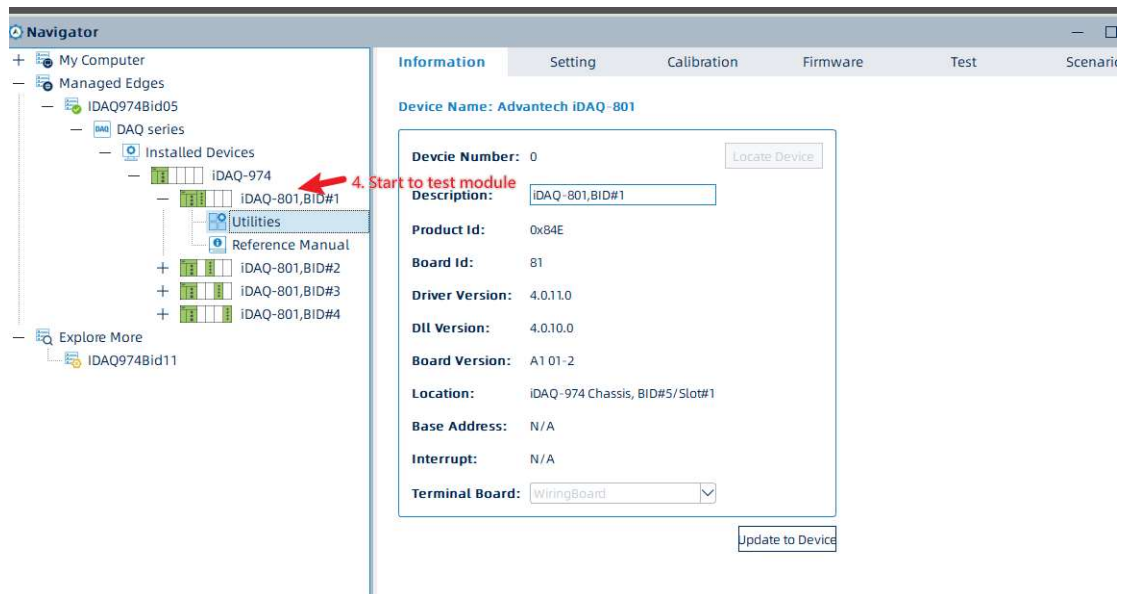 Navigator
My Computer
Managed Edges
IDAQ974Bid05
DAQ DAQ series
Installed Devices
iDAQ-974
iDAQ-801,BID#1
Utilities
Reference Manual
iDAQ-801,BID#2
iDAQ-801,BID#3
iDAQ-801,BID#4
Explore More
IDAQ974Bid11
4. Start to test module
Information Setting Calibration Firmware Test Scenario
Device Name: Advantech iDAQ-801
Devcie Number: 0 Locate Device
Description: iDAQ-801,BID#1
Product Id: 0x84E
Board Id: 81
Driver Version: 4.0.11.0
Dll Version: 4.0.10.0
Board Version: A1 01-2
Location: iDAQ-974 Chassis, BID#5/Slot#1
Base Address: N/A
Interrupt: N/A
Terminal Board: WiringBoard
Update to Device